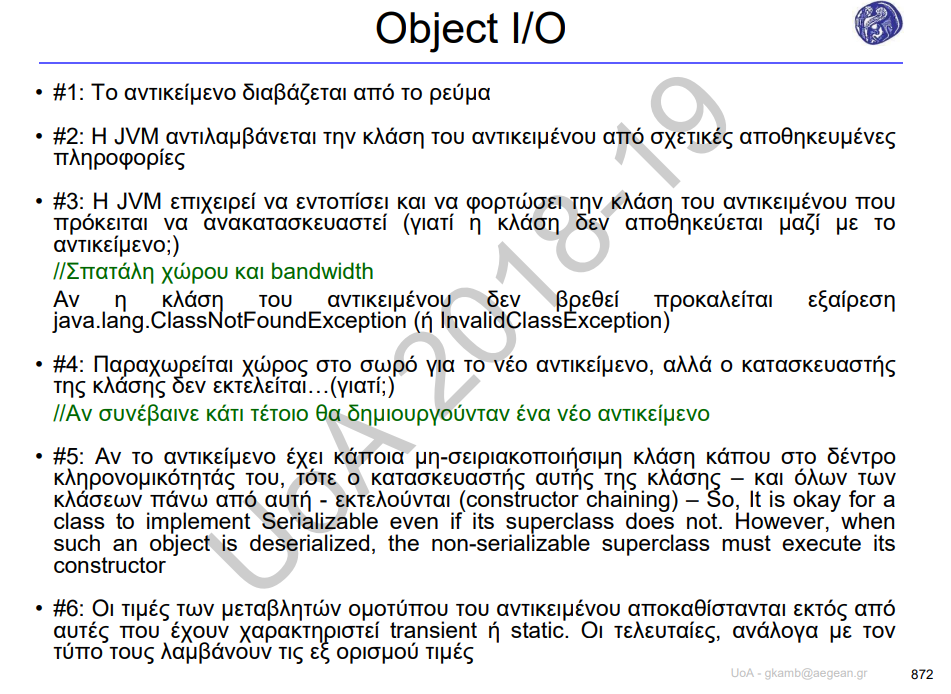 Object I/O
• #1: Το αντικείμενο διαβάζεται από το ρεύμα
• #2: Η JVM αντιλαμβάνεται την κλάση του αντικειμένου από σχετικές αποθηκευμένες
πληροφορίες
• #3: Η JVM επιχειρεί να εντοπίσει και να φορτώσει την κλάση του αντικειμένου που
πρόκειται να ανακατασκευαστεί (γιατί η κλάση δεν αποθηκεύεται μαζί με το
αντικείμενο;)
//Σπατάλη χώρου και bandwidth
Αν η κλάση του αντικειμένου δεν βρεθεί προκαλείται εξαίρεση
java.lang.ClassNotFoundException (ή InvalidClassException)
• #4: Παραχωρείται χώρος στο σωρό για το νέο αντικείμενο, αλλά ο κατασκευαστής
της κλάσης δεν εκτελείται…(γιατί;)
//Αν συνέβαινε κάτι τέτοιο θα δημιουργούνταν ένα νέο αντικείμενο
• #5: Αν το αντικείμενο έχει κάποια μη-σειριακοποιήσιμη κλάση κάπου στο δέντρο
κληρονομικότητάς του, τότε ο κατασκευαστής αυτής της κλάσης – και όλων των
κλάσεων πάνω από αυτή - εκτελούνται (constructor chaining) – So, It is okay for a
class to implement Serializable even if its superclass does not. However, when
such an object is deserialized, the non-serializable superclass must execute its
constructor
• #6: Οι τιμές των μεταβλητών ομοτύπου του αντικειμένου αποκαθίστανται εκτός από
αυτές που έχουν χαρακτηριστεί transient ή static. Οι τελευταίες, ανάλογα με τον
τύπο τους λαμβάνουν τις εξ ορισμού τιμές
UoA 2018-19
UoA - gkamb@aegean.gr
872